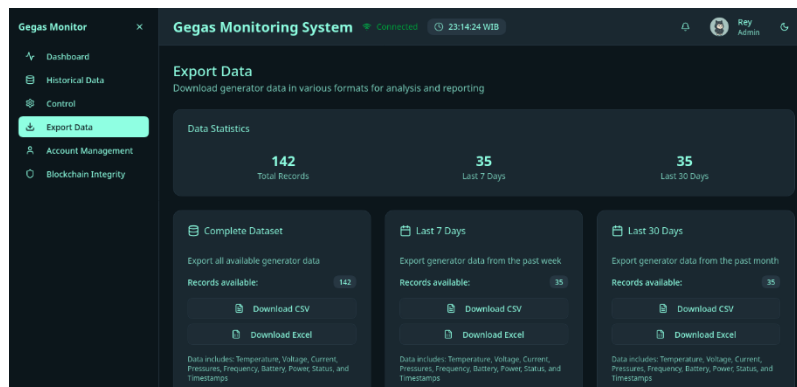 Gegas Monitor ×
Dashboard
Historical Data
Control
Export Data
Account Management
Blockchain Integrity
Gegas Monitoring System Connected 23:14:24 WIB
Rey
Admin
Export Data
Download generator data in various formats for analysis and reporting
Data Statistics
142 35 35
Total Records Last 7 Days Last 30 Days
Complete Dataset
Export all available generator data
Records available: 142
Download CSV
Download Excel
Data includes: Temperature, Voltage, Current,
Pressures, Frequency, Battery, Power, Status, and
Timestamps
Last 7 Days
Export generator data from the past week
Records available: 35
Download CSV
Download Excel
Data includes: Temperature, Voltage, Current,
Pressures, Frequency, Battery, Power, Status, and
Timestamps
Last 30 Days
Export generator data from the past month
Records available: 35
Download CSV
Download Excel
Data includes: Temperature, Voltage, Current,
Pressures, Frequency, Battery, Power, Status, and
Timestamps